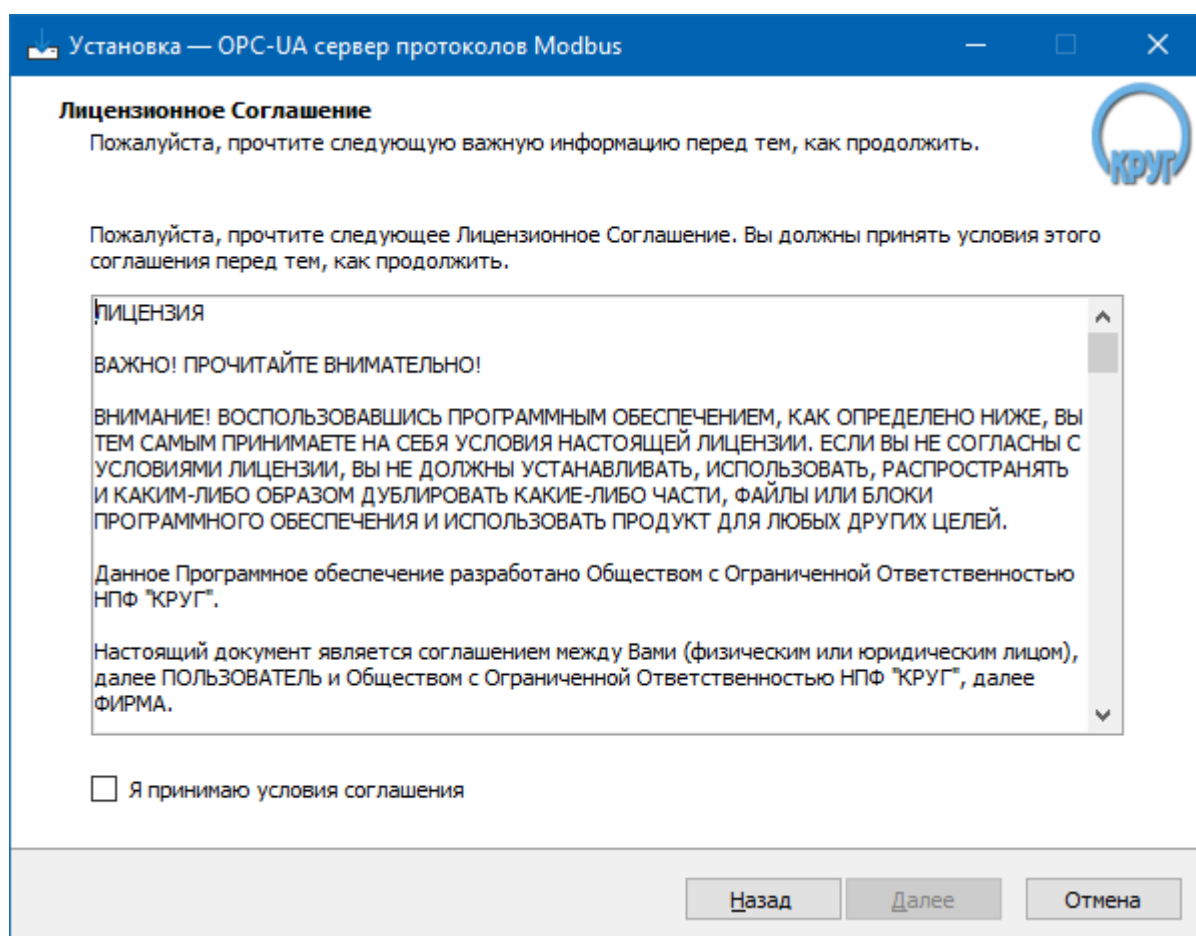 Установка — OPC-UA сервер протоколов Modbus
Лицензионное Соглашение
Пожалуйста, прочтите следующую важную информацию перед тем, как продолжить.
КРУГ
Пожалуйста, прочтите следующее Лицензионное Соглашение. Вы должны принять условия этого
соглашения перед тем, как продолжить.
ЛИЦЕНЗИЯ
ВАЖНО! ПРОЧИТАЙТЕ ВНИМАТЕЛЬНО!
ВНИМАНИЕ! ВОСПОЛЬЗОВАВШИСЬ ПРОГРАММНЫМ ОБЕСПЕЧЕНИЕМ, КАК ОПРЕДЕЛЕНО НИЖЕ, ВЫ
ТЕМ САМЫМ ПРИНИМАЕТЕ НА СЕБЯ УСЛОВИЯ НАСТОЯЩЕЙ ЛИЦЕНЗИИ. ЕСЛИ ВЫ НЕ СОГЛАСНЫ С
УСЛОВИЯМИ ЛИЦЕНЗИИ, ВЫ НЕ ДОЛЖНЫ УСТАНАВЛИВАТЬ, ИСПОЛЬЗОВАТЬ, РАСПРОСТРАНЯТЬ
И КАКИМ-ЛИБО ОБРАЗОМ ДУБЛИРОВАТЬ КАКИЕ-ЛИБО ЧАСТИ, ФАЙЛЫ ИЛИ БЛОКИ
ПРОГРАММНОГО ОБЕСПЕЧЕНИЯ И ИСПОЛЬЗОВАТЬ ПРОДУКТ ДЛЯ ЛЮБЫХ ДРУГИХ ЦЕЛЕЙ.
Данное Программное обеспечение разработано Обществом с Ограниченной Ответственностью
НПФ "КРУГ".
Настоящий документ является соглашением между Вами (физическим или юридическим лицом),
далее ПОЛЬЗОВАТЕЛЬ и Обществом с Ограниченной Ответственностью НПФ "КРУГ", далее
ФИРМА.
Я принимаю условия соглашения
Назад
Далее
Отмена